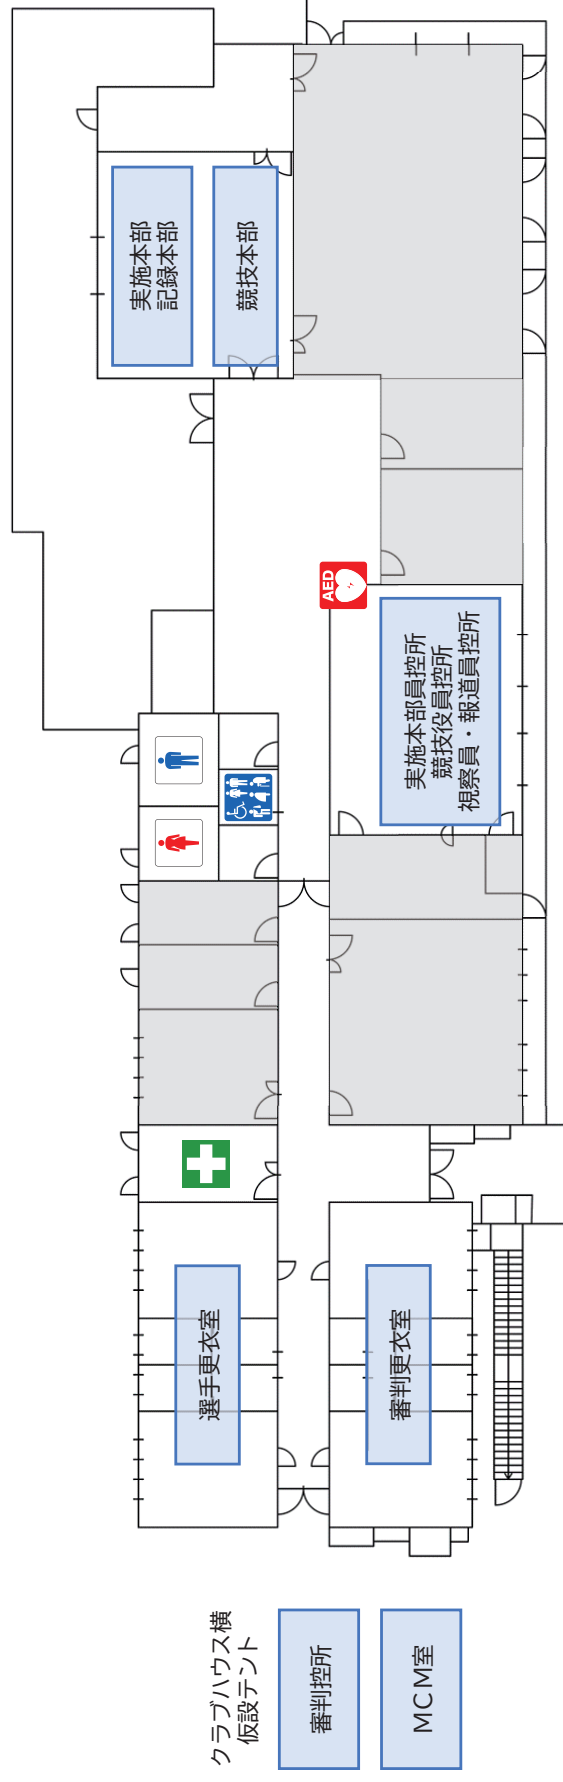 実施本部
記録本部
競技本部
AED
実施本部員控所
競技役員控所
視察員・報道員控所
選手更衣室
審判更衣室
クラブハウス横
仮設テント
審判控所
MCM室